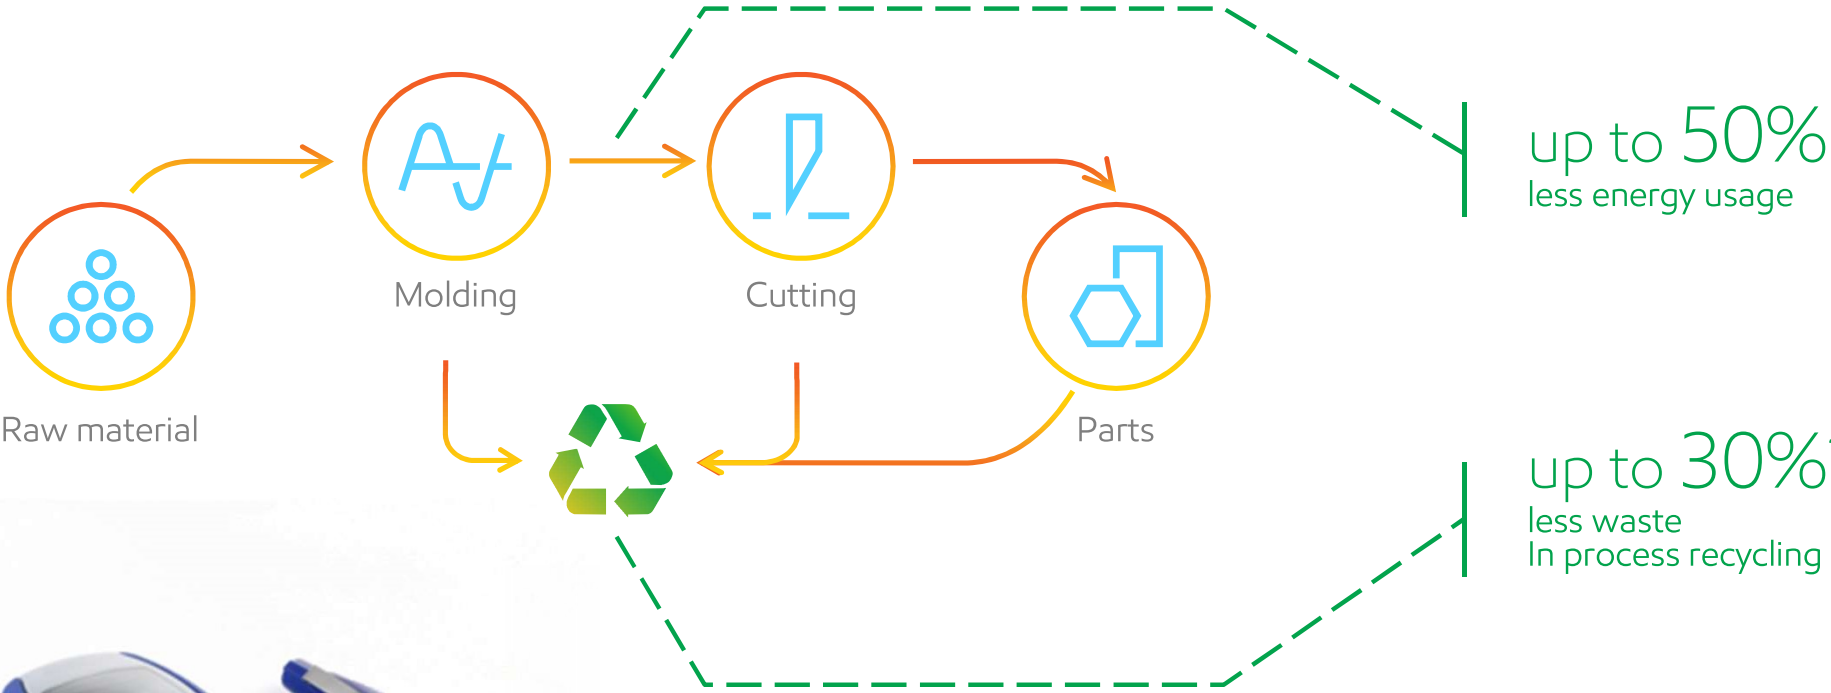 up to 50%
less energy usage
Molding
Cutting
Raw material
Parts
up to 30%
less waste
In process recycling